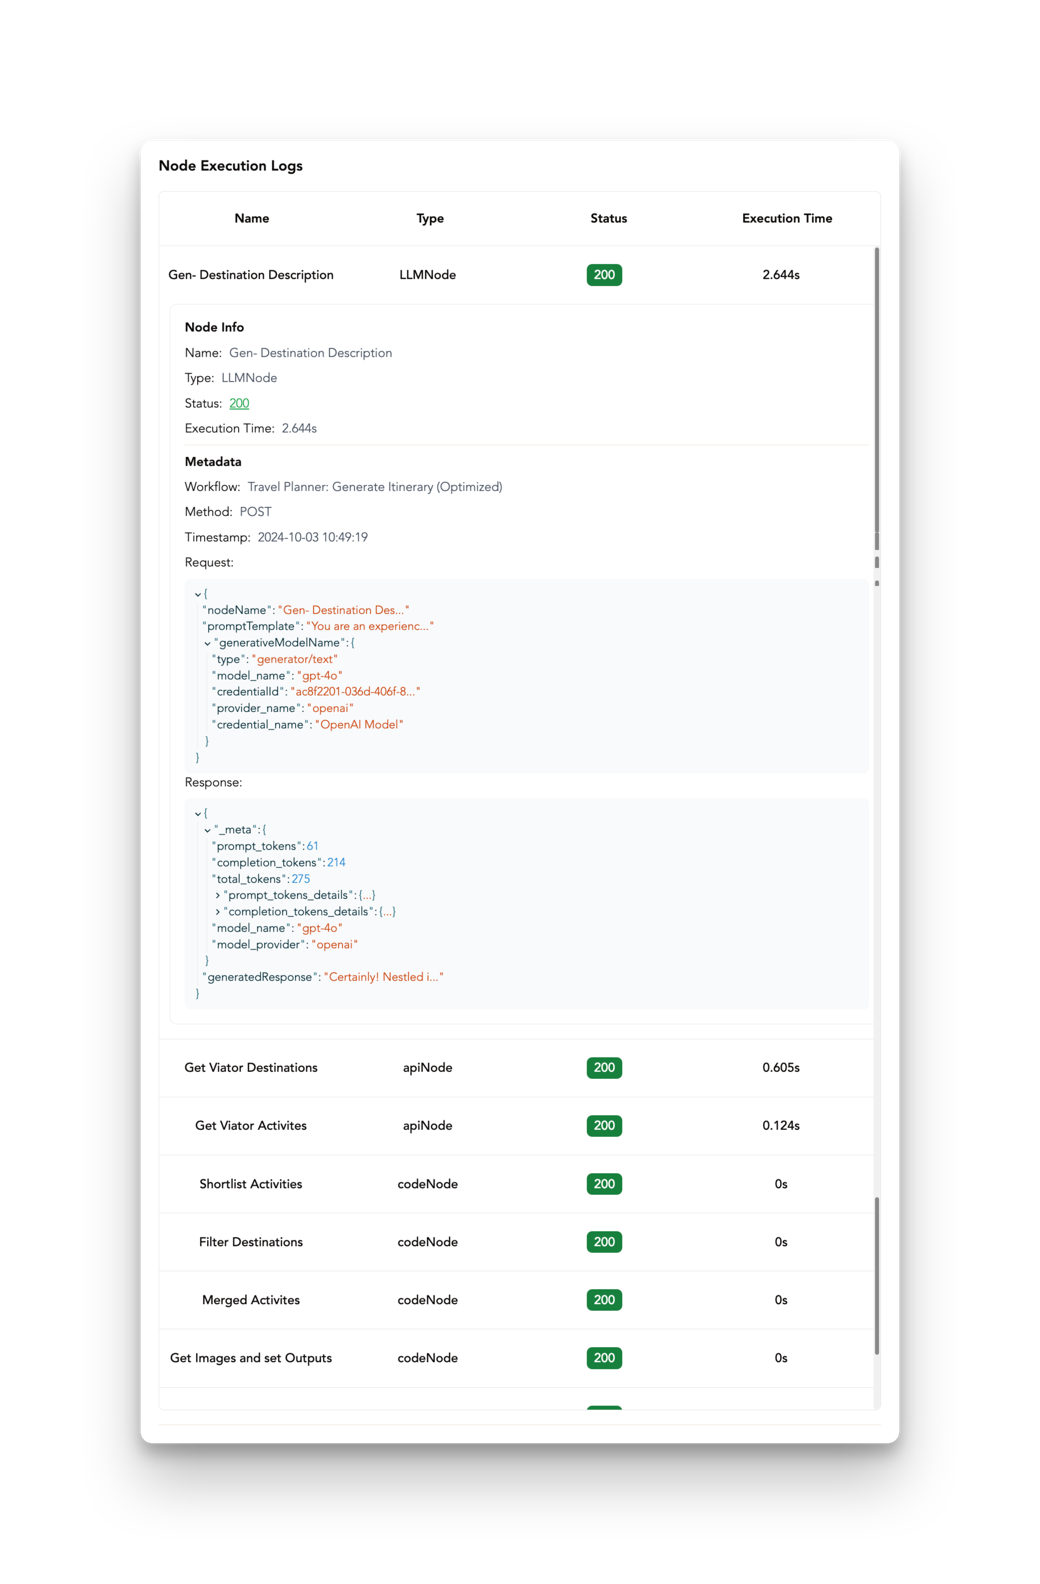 Node Execution Logs
Name Type Status Execution Time
Gen- Destination Description LLMNode 200 2.644s
Node Info
Name: Gen- Destination Description
Type: LLMNode
Status: 200
Execution Time: 2.644s
Metadata
Workflow: Travel Planner: Generate Itinerary (Optimized)
Method: POST
Timestamp: 2024-10-03 10:49:19
Request:
{
"nodeName": "Gen- Destination Des..."
"promptTemplate": "You are an experienc..."
"generativeModelName": {
"type": "generator/text"
"model_name": "gpt-4o"
"credentialId": "ac8f2201-036d-406f-8..."
"provider_name": "openai"
"credential_name": "OpenAI Model"
}
}
Response:
{
"_meta": {
"prompt_tokens": 61
"completion_tokens": 214
"total_tokens": 275
"prompt_tokens_details": {...}
"completion_tokens_details": {...}
"model_name": "gpt-4o"
"model_provider": "openai"
}
"generatedResponse": "Certainly! Nestled i..."
}
Get Viator Destinations apiNode 200 0.605s
Get Viator Activites apiNode 200 0.124s
Shortlist Activities codeNode 200 0s
Filter Destinations codeNode 200 0s
Merged Activites codeNode 200 0s
Get Images and set Outputs codeNode 200 0s